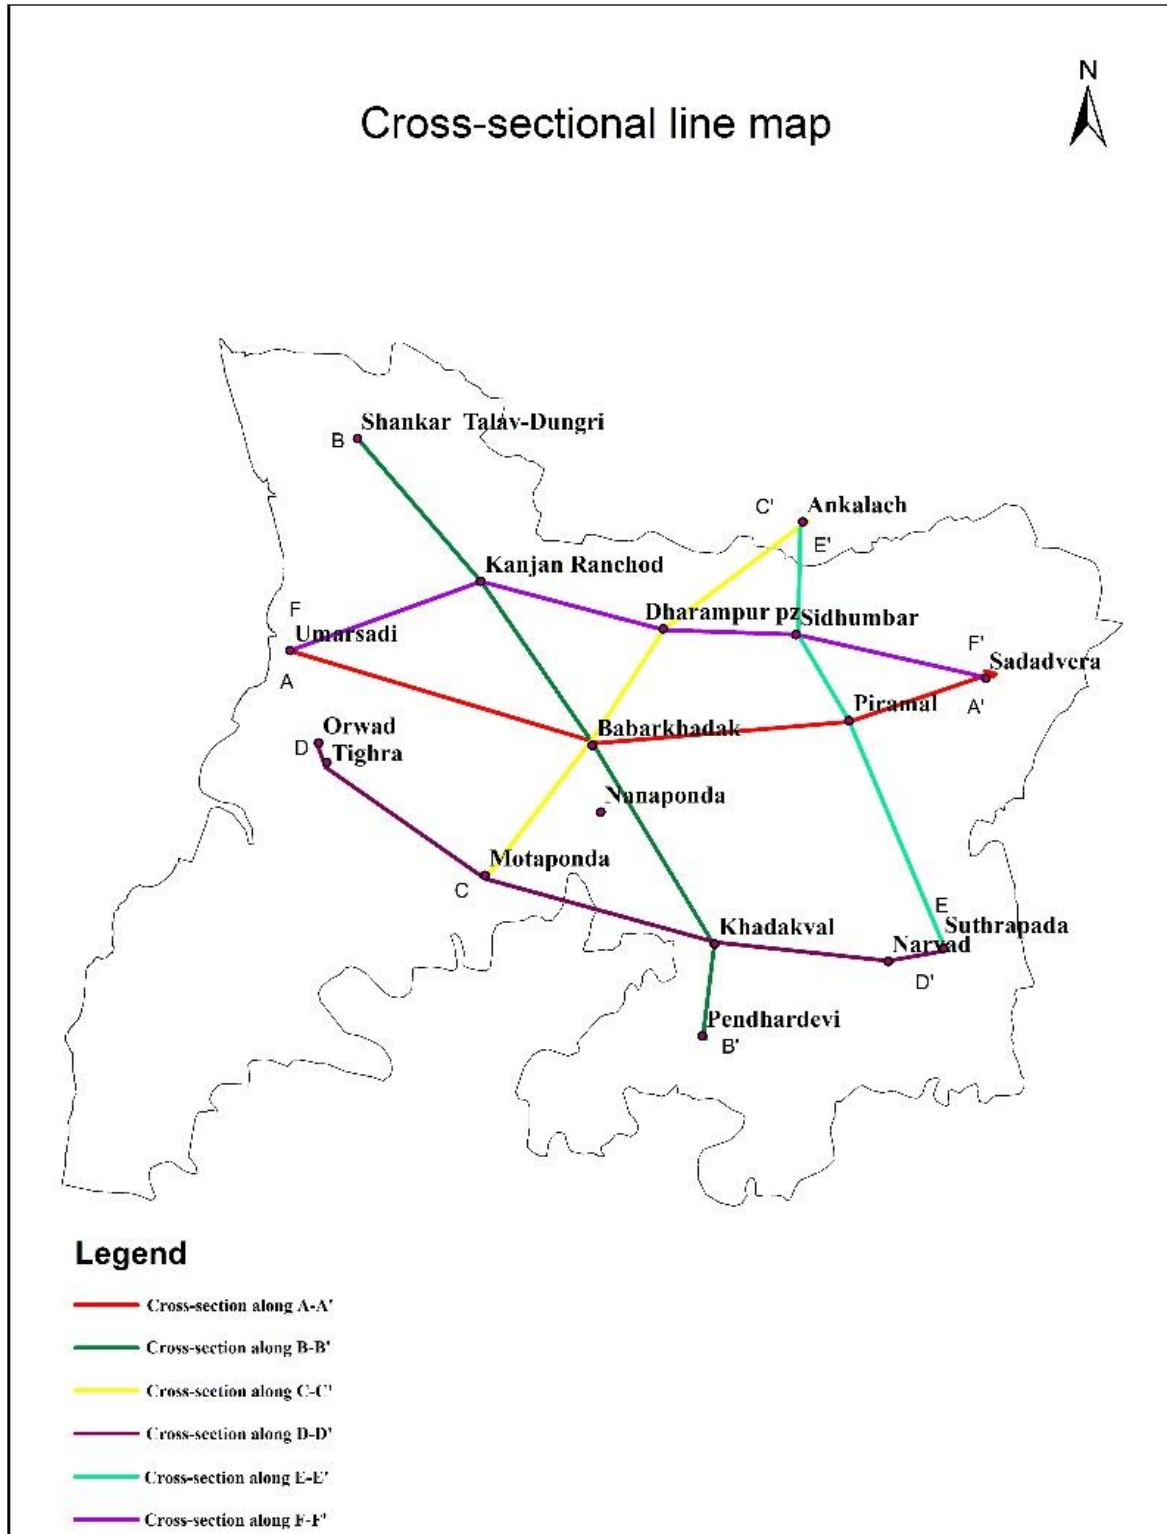 N
Cross-sectional line map
Shankar Talav-Dungri
B
C'
Ankalach
E'
Kanjan Ranchod
F
Dharampur pz
Sidhumbar
Umarsadi
F'
Sadadvera
A
A'
Piramal
Orwad
Babarkhadak
D
Tighra
Nanaponda
Motaponda
C
E
Khadakval
Suthrapada
Narvad
D'
Pendhardevi
B'
Legend
Cross-section along A-A'
Cross-section along B-B'
Cross-section along C-C'
Cross-section along D-D'
Cross-section along E-E'
Cross-section along F-F'